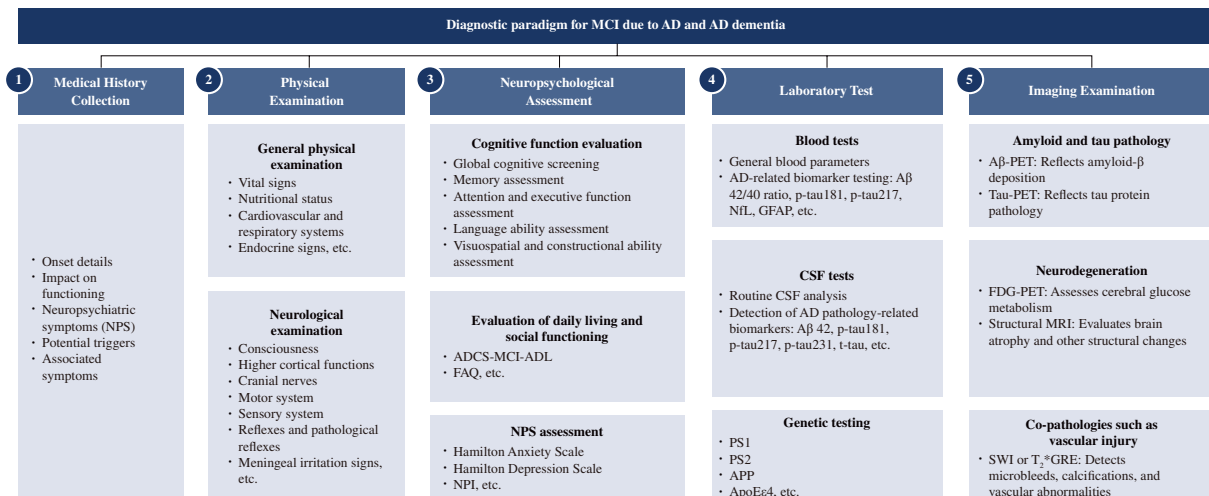 Diagnostic paradigm for MCI due to AD and AD dementia
1
Medical History
Collection
• Onset details
• Impact on
functioning
• Neuropsychiatric
symptoms (NPS)
• Potential triggers
• Associated
symptoms
2
Physical
Examination
General physical
examination
• Vital signs
• Nutritional status
• Cardiovascular and
respiratory systems
• Endocrine signs, etc.
Neurological
examination
• Consciousness
• Higher cortical functions
• Cranial nerves
• Motor system
• Sensory system
• Reflexes and pathological
reflexes
• Meningeal irritation signs,
etc.
3
Neuropsychological
Assessment
Cognitive function evaluation
• Global cognitive screening
• Memory assessment
• Attention and executive function
assessment
• Language ability assessment
• Visuospatial and constructional ability
assessment
Evaluation of daily living and
social functioning
• ADCS-MCI-ADL
• FAQ, etc.
NPS assessment
• Hamilton Anxiety Scale
• Hamilton Depression Scale
• NPI, etc.
4
Laboratory Test
Blood tests
• General blood parameters
• AD-related biomarker testing: Aβ
42/40 ratio, p-tau181, p-tau217,
NfL, GFAP, etc.
CSF tests
• Routine CSF analysis
• Detection of AD pathology-related
biomarkers: Aβ 42, p-tau181,
p-tau217, p-tau231, t-tau, etc.
Genetic testing
• PS1
• PS2
• APP
• ApoEε4, etc.
5
Imaging Examination
Amyloid and tau pathology
• Aβ-PET: Reflects amyloid-β
deposition
• Tau-PET: Reflects tau protein
pathology
Neurodegeneration
• FDG-PET: Assesses cerebral glucose
metabolism
• Structural MRI: Evaluates brain
atrophy and other structural changes
Co-pathologies such as
vascular injury
• SWI or T₂*GRE: Detects
microbleeds, calcifications, and
vascular abnormalities